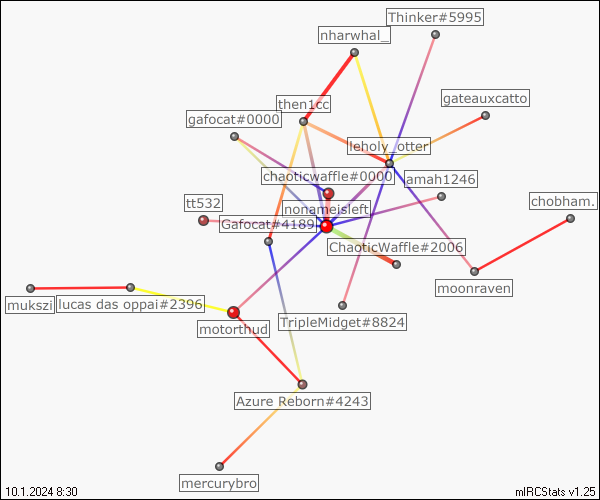 Thinker#5995
nharwhal_
gateauxcatto
then1cc
gafocat#0000
leholy_otter
chaoticwaffle#0000
amah1246
tt532
nonameisleft
chobham.
Gafocat#4189
ChaoticWaffle#2006
moonraven
mukszi
lucas das oppai#2396
TripleMidget#8824
motorthud
Azure Reborn#4243
mercurybro
10.1.2024 8:30
mIRCStats v1.25